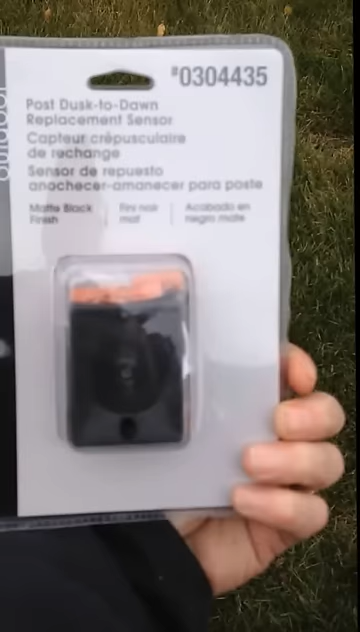 outdoor
#0304435
Post Dusk-to-Dawn
Replacement Sensor
Capteur crépusculaire
de rechange
Sensor de repuesto
anochecer-amanecer para poste
Matte Black
Finish
Fini noir
mat
Acabado en
negro mate